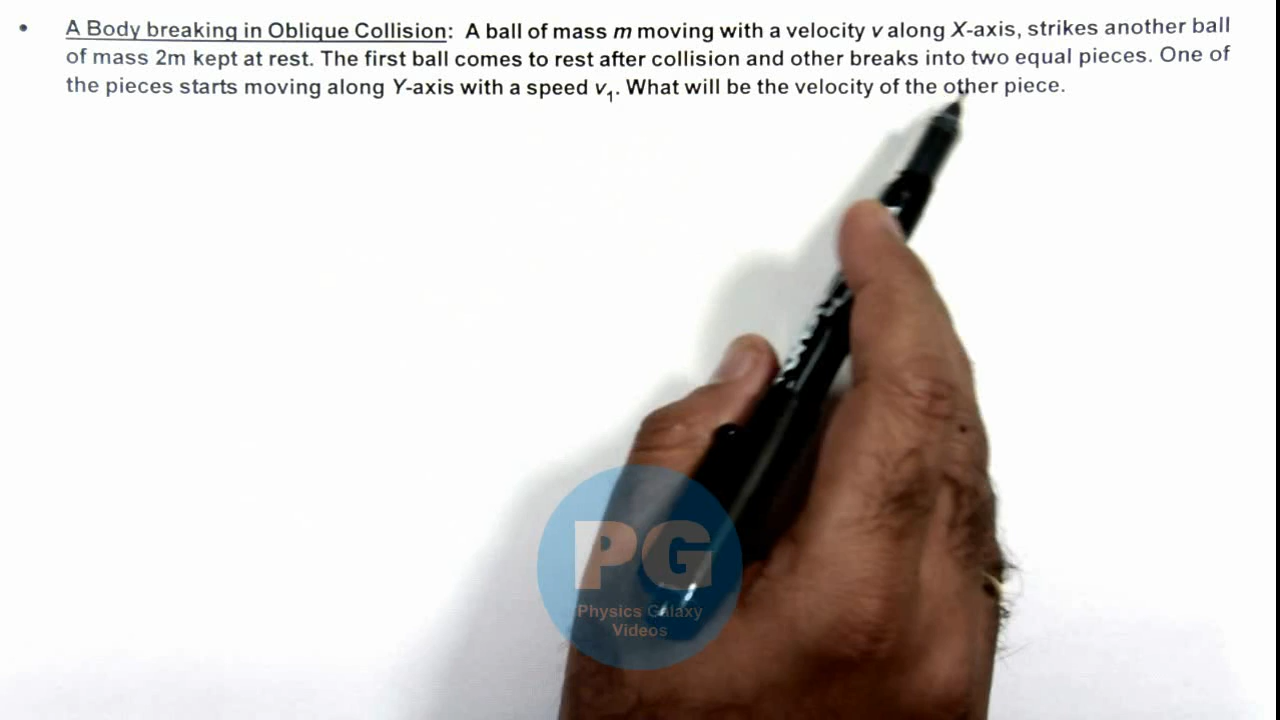 • A Body breaking in Oblique Collision: A ball of mass m moving with a velocity v along X-axis, strikes another ball
of mass 2m kept at rest. The first ball comes to rest after collision and other breaks into two equal pieces. One of
the pieces starts moving along Y-axis with a speed v₁. What will be the velocity of the other piece.
PG
Physics Galaxy
Videos